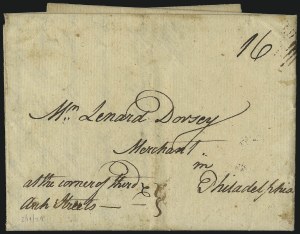 16
Mr. Lenard Dorsey
Merchant
in
Philadelphia
at the corner of third &
Arch Streets